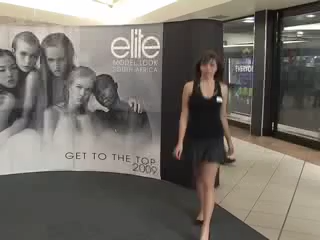 elite
MODEL LOOK
SOUTH AFRICA
GET TO THE TOP
2009